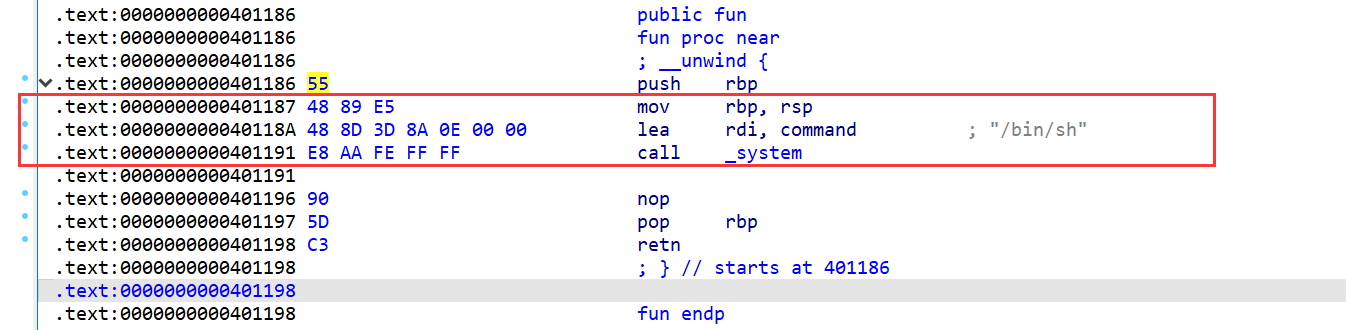 .text:0000000000401186 public fun
.text:0000000000401186 fun proc near
.text:0000000000401186 ; __unwind {
.text:0000000000401186 55 push rbp
.text:0000000000401187 48 89 E5 mov rbp, rsp
.text:000000000040118A 48 8D 3D 8A 0E 00 00 lea rdi, command ; "/bin/sh"
.text:0000000000401191 E8 AA FE FF FF call _system
.text:0000000000401191
.text:0000000000401196 90 nop
.text:0000000000401197 5D pop rbp
.text:0000000000401198 C3 retn
.text:0000000000401198 ; } // starts at 401186
.text:0000000000401198
.text:0000000000401198 fun endp